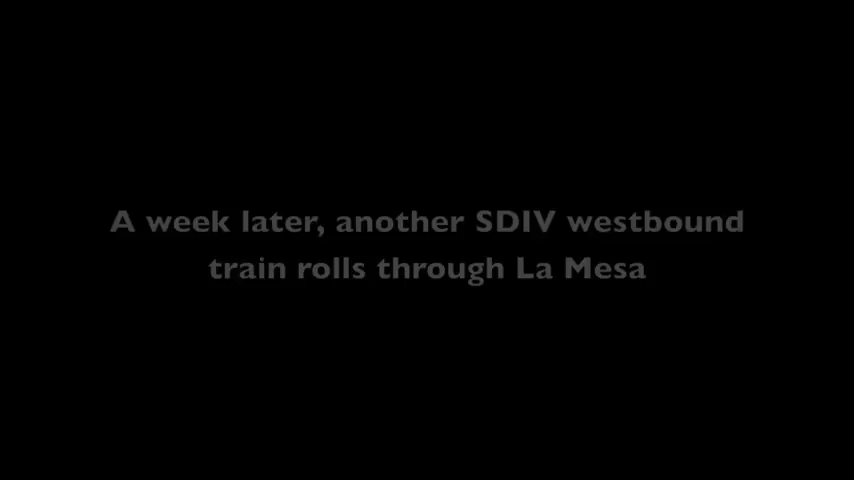 A week later, another SDIV westbound
train rolls through La Mesa